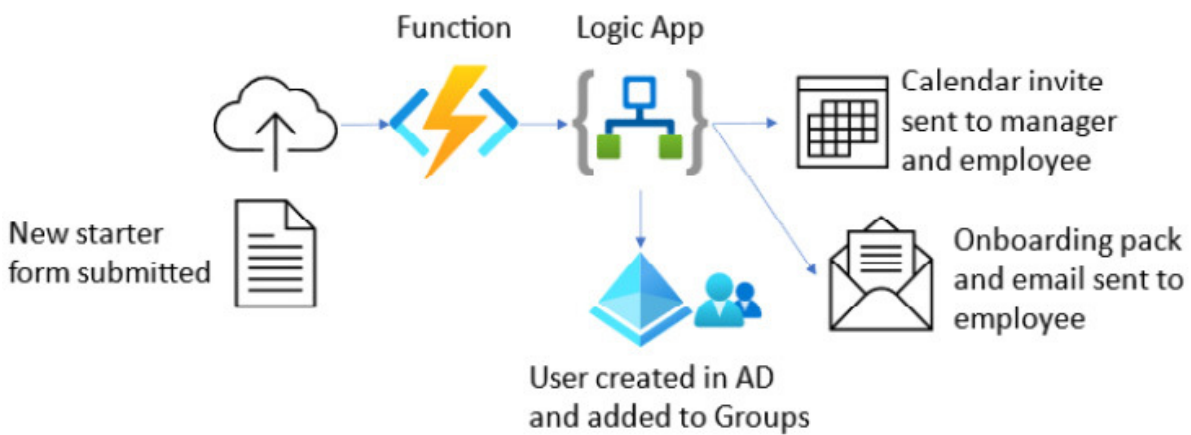 Function
Logic App
Calendar invite
sent to manager
and employee
New starter
form submitted
Onboarding pack
and email sent to
employee
User created in AD
and added to Groups